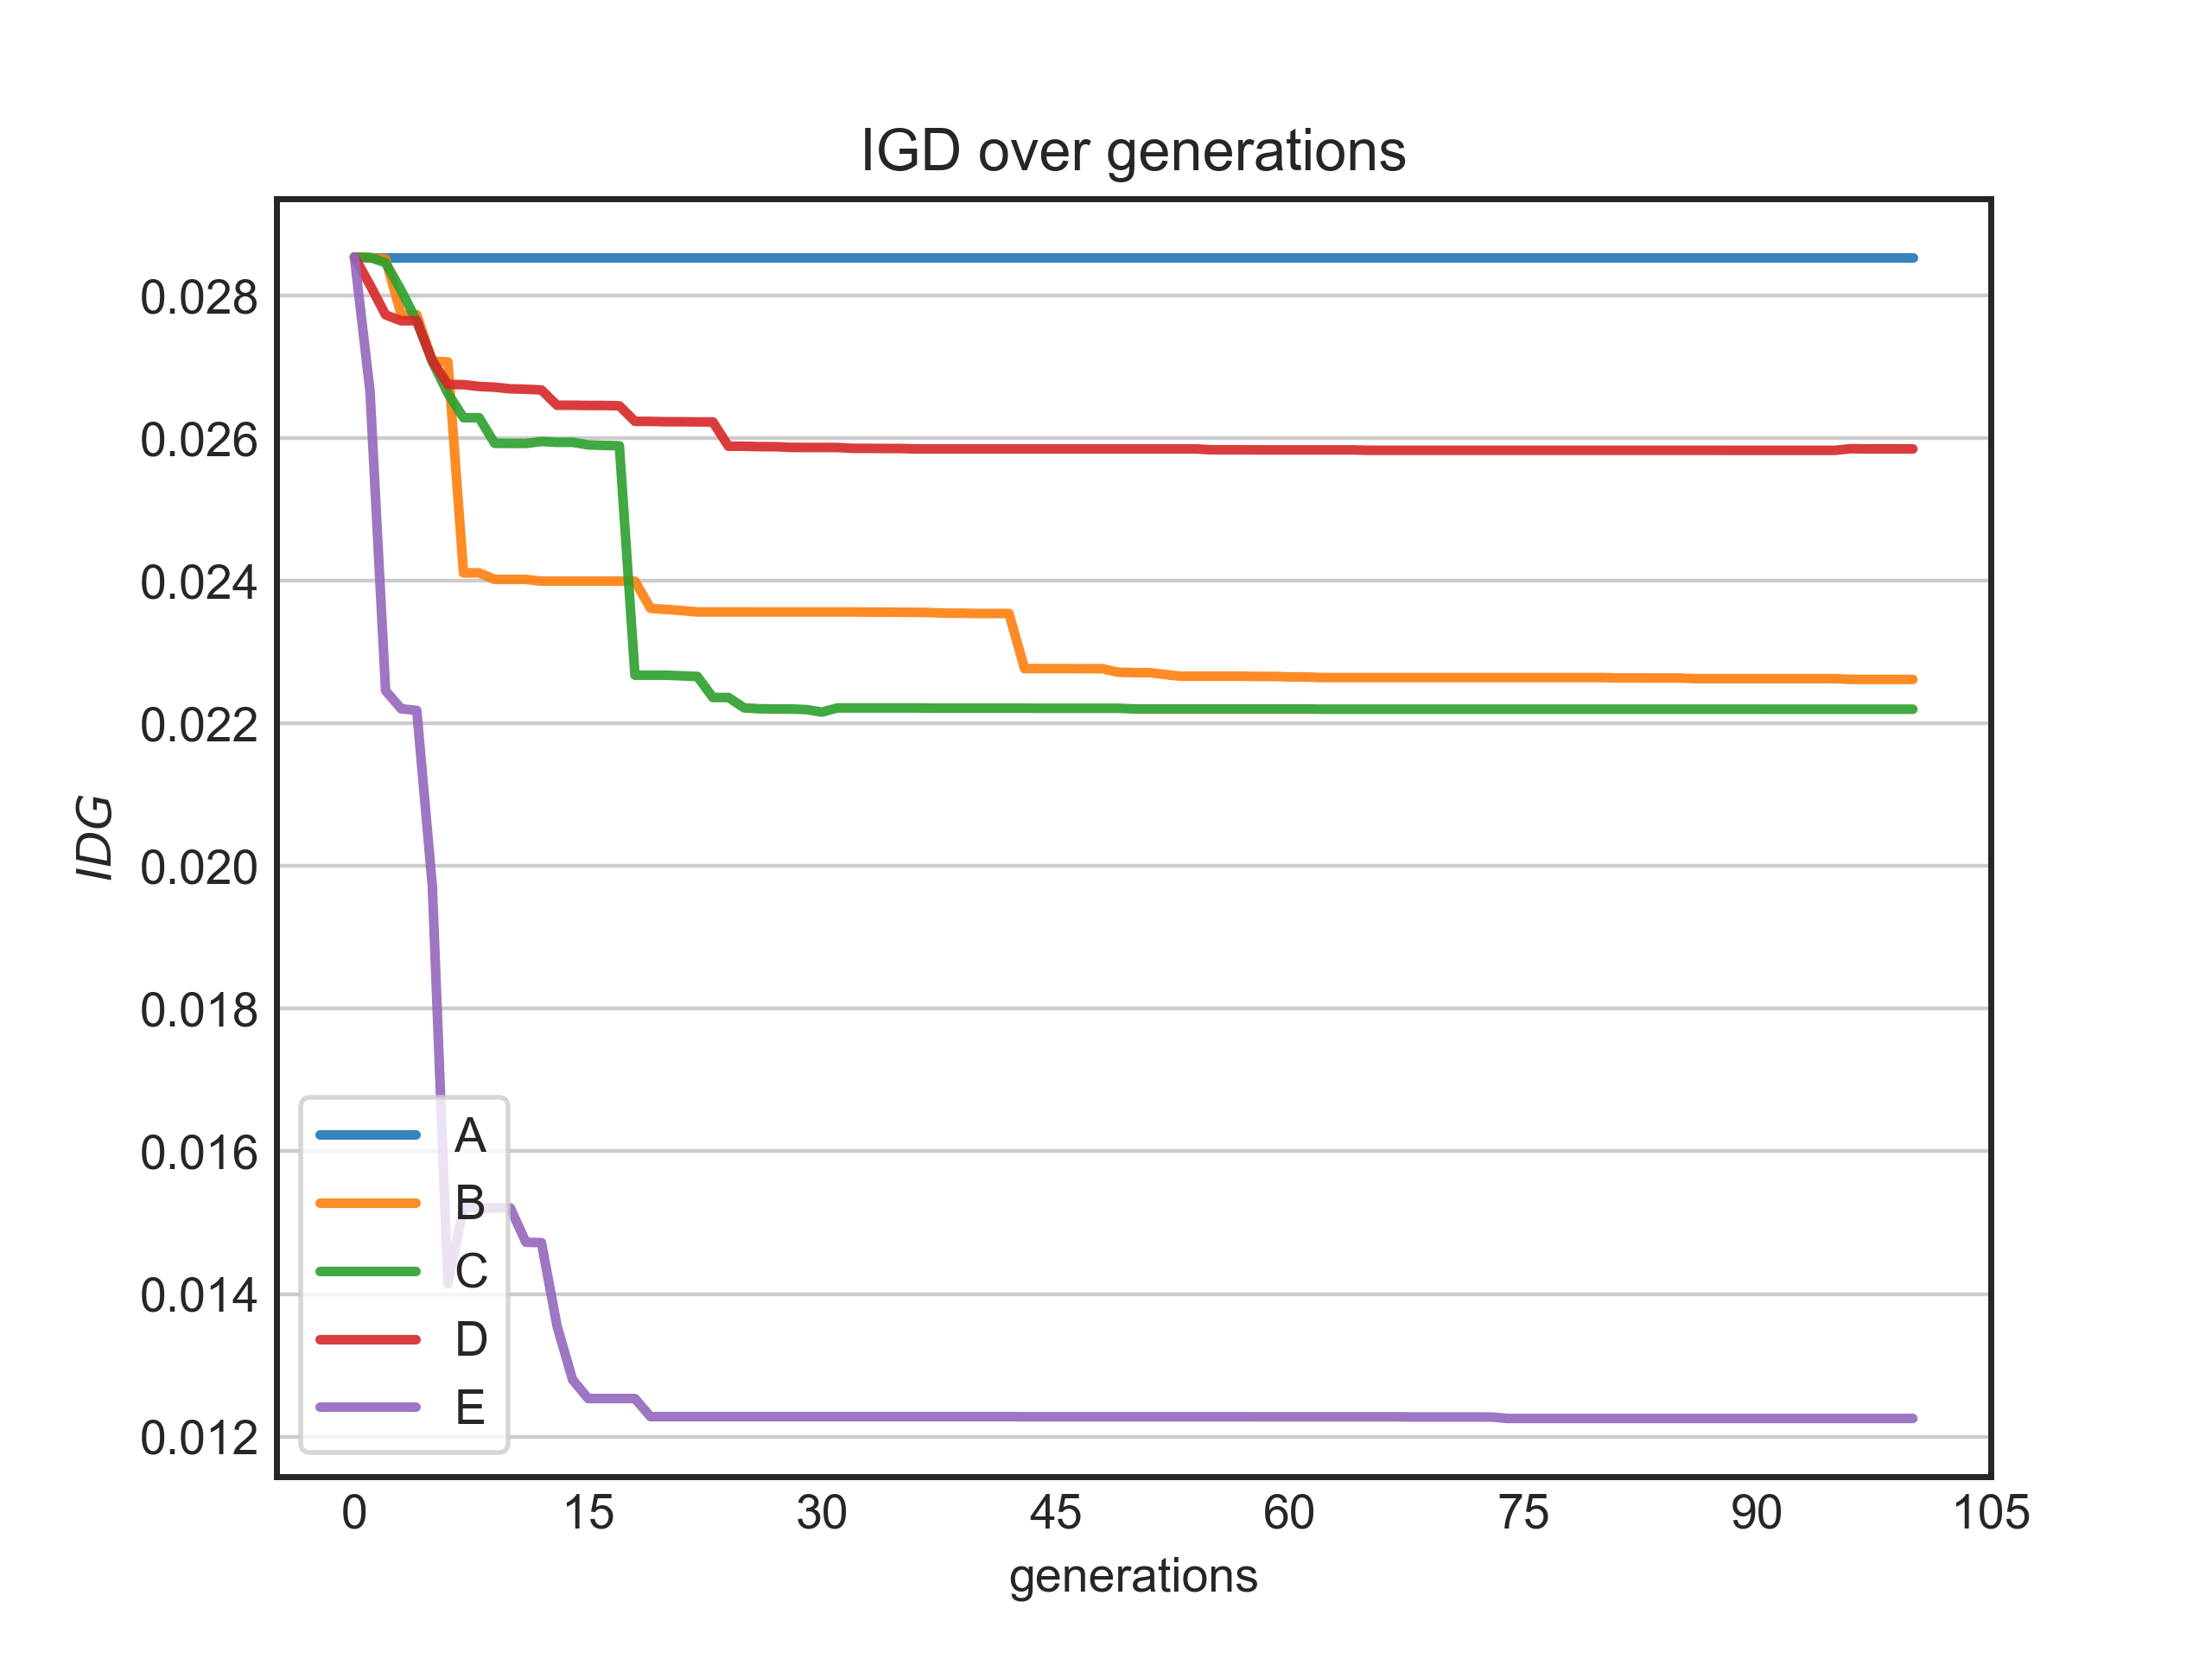 IGD over generations
0.028
0.026
0.024
0.022
0.020
0.018
0.016
0.014
0.012
IDG
A
B
C
D
E
0 15 30 45 60 75 90 105
generations